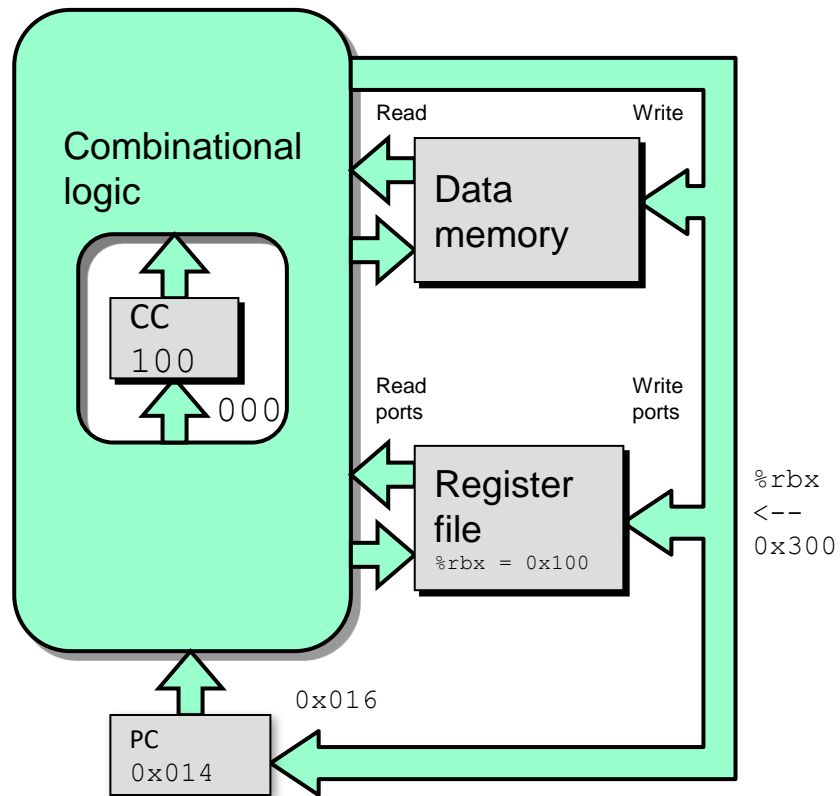 Combinational
logic
CC
100
000
Read
Write
Data
memory
Read
ports
Write
ports
Register
file
%rbx = 0x100
%rbx
<--
0x300
0x016
PC
0x014